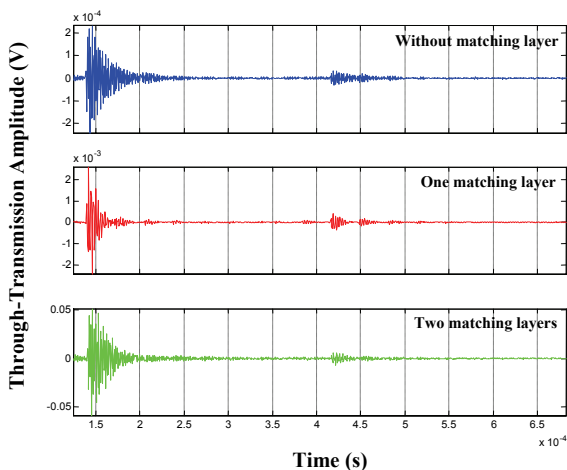 Through-Transmission Amplitude (V)
x 10⁻⁴
2
1
0
-1
-2
Without matching layer
x 10⁻³
2
1
0
-1
-2
One matching layer
0.05
0
-0.05
Two matching layers
1.5 2 2.5 3 3.5 4 4.5 5 5.5 6 6.5
x 10⁻⁴
Time (s)